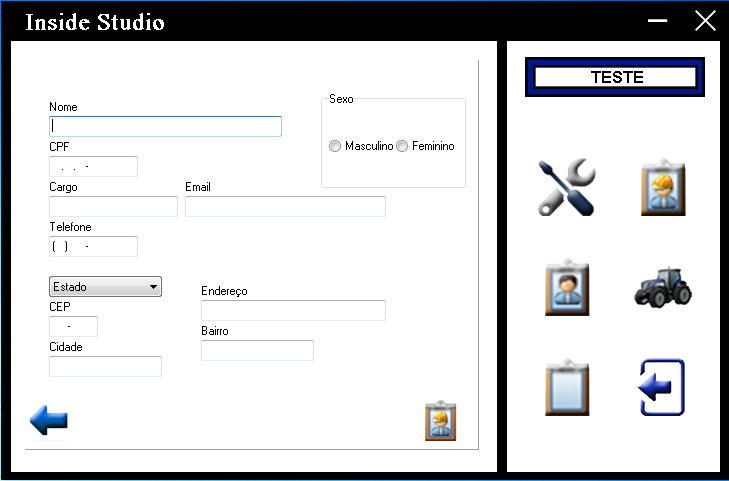 Inside Studio
TESTE
Nome
Sexo
Masculino Feminino
CPF
. . -
Cargo Email
Telefone
( ) -
Estado
Endereço
CEP
-
Bairro
Cidade